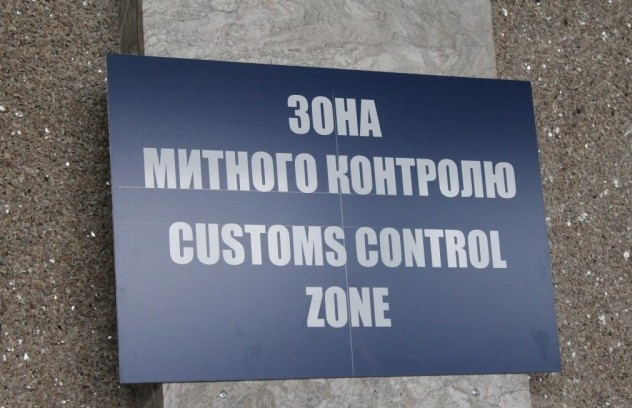 ЗОНА
МИТНОГО КОНТРОЛЮ
CUSTOMS CONTROL
ZONE